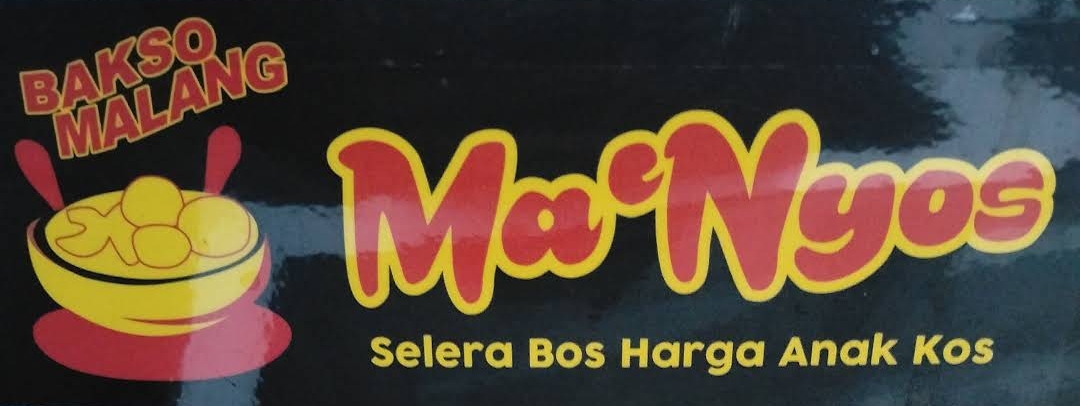 BAKSO
MALANG
Ma'Nyos
Selera Bos Harga Anak Kos